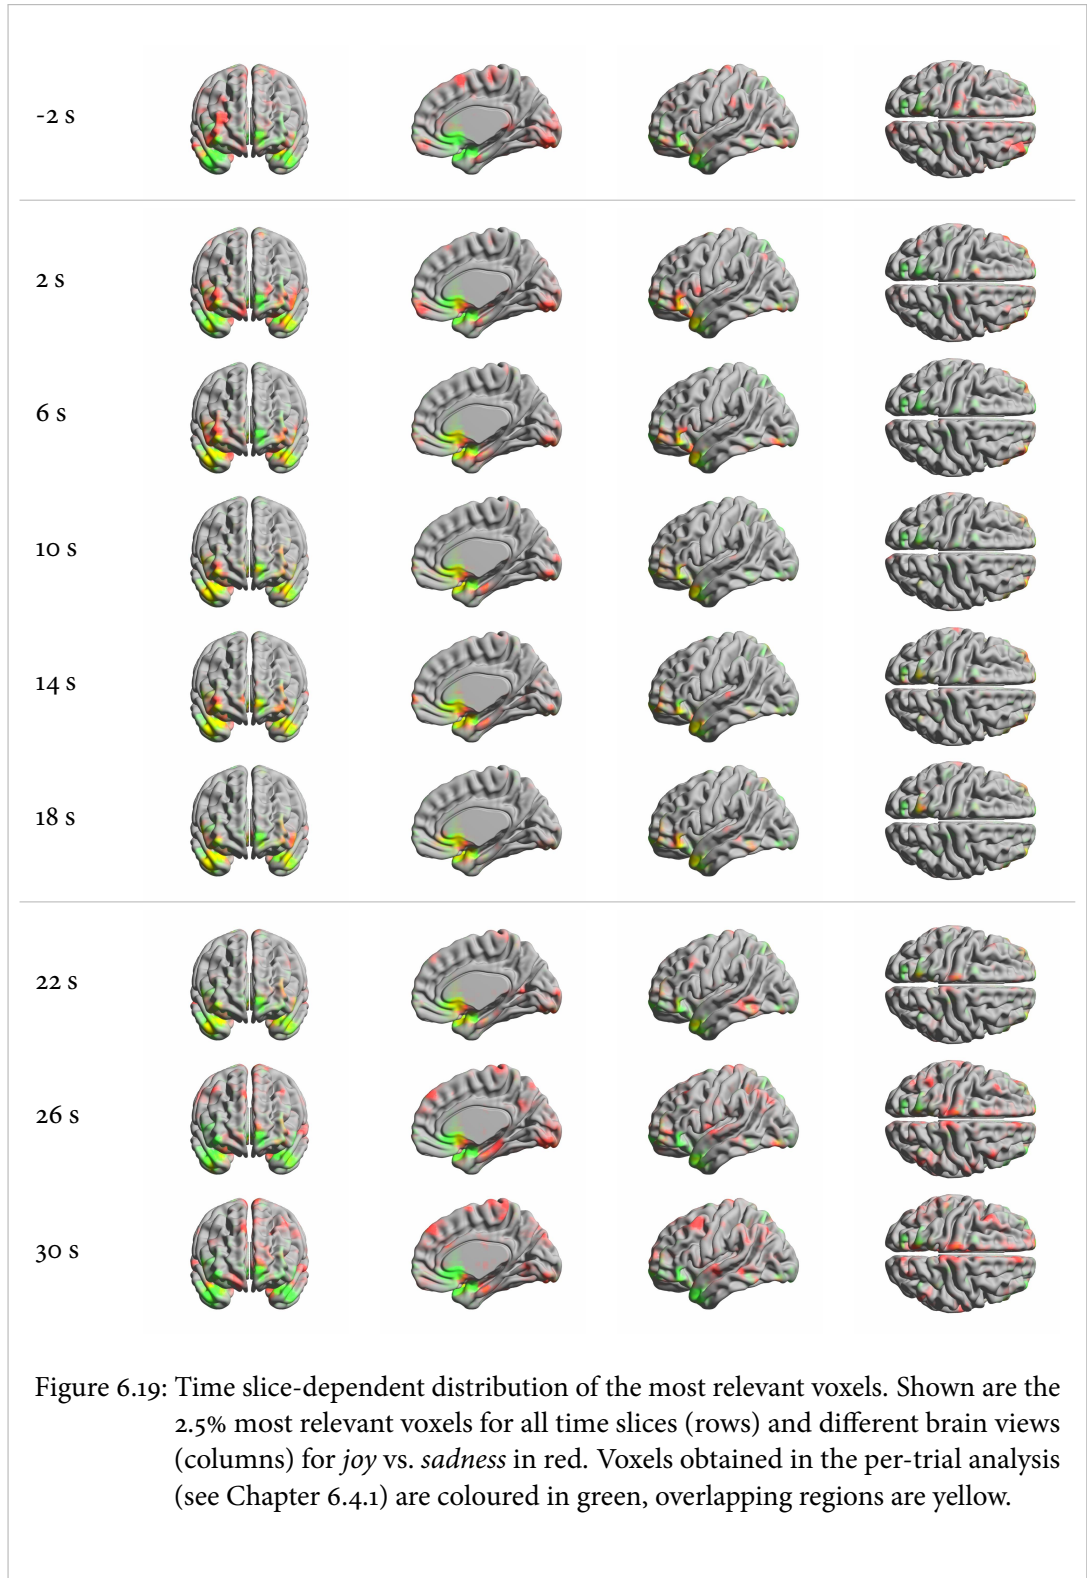 -2 s
2 s
6 s
10 s
14 s
18 s
22 s
26 s
30 s
Figure 6.19: Time slice-dependent distribution of the most relevant voxels. Shown are the
2.5% most relevant voxels for all time slices (rows) and different brain views
(columns) for joy vs. sadness in red. Voxels obtained in the per-trial analysis
(see Chapter 6.4.1) are coloured in green, overlapping regions are yellow.